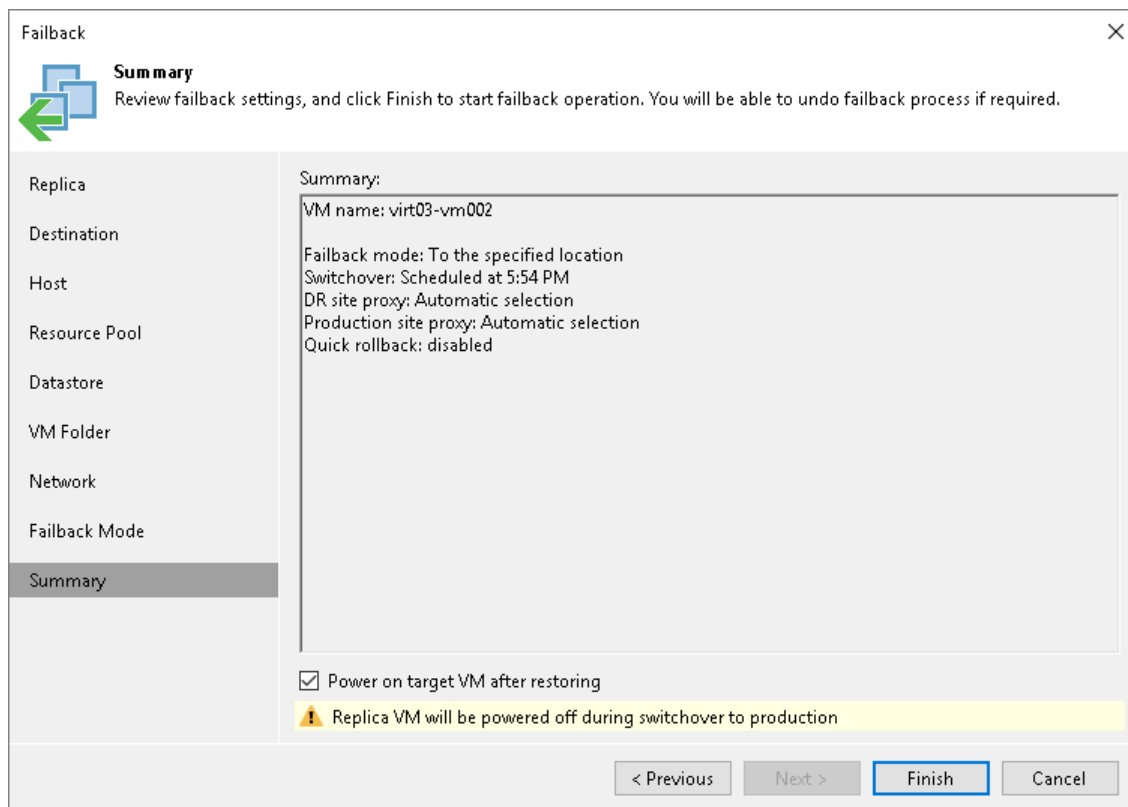 Failback
Summary
Review failback settings, and click Finish to start failback operation. You will be able to undo failback process if required.
Replica
Destination
Host
Resource Pool
Datastore
VM Folder
Network
Failback Mode
Summary
Summary:
VM name: virt03-vm002
Failback mode: To the specified location
Switchover: Scheduled at 5:54 PM
DR site proxy: Automatic selection
Production site proxy: Automatic selection
Quick rollback: disabled
Power on target VM after restoring
Replica VM will be powered off during switchover to production
< Previous
Next >
Finish
Cancel